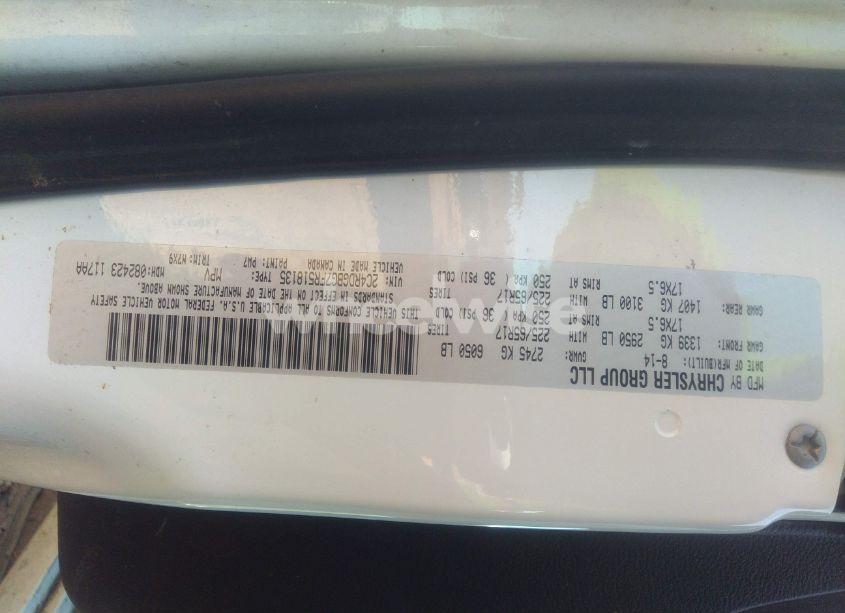 MFD BY CHRYSLER GROUP LLC
DATE OF MFR(BUILT): 8-14 GVWR: 2745 KG 6050 LB
GAWR FRONT: 1339 KG 2950 LB WITH TIRES 225/65R17
17X6.5 RIMS AT 250 KPA ( 36 PSI) COLD
GAWR REAR: 1407 KG 3100 LB WITH TIRES 225/65R17
17X6.5 RIMS AT 250 KPA ( 36 PSI) COLD
THIS VEHICLE CONFORMS TO ALL APPLICABLE U.S.A. FEDERAL MOTOR VEHICLE SAFETY
STANDARDS IN EFFECT ON THE DATE OF MANUFACTURE SHOWN ABOVE.
VIN: 2C4RDGBG7FR518135 TYPE: MPV MDH:082423 117AA
VEHICLE MADE IN CANADA PAINT: PW7 TRIM: M7X9